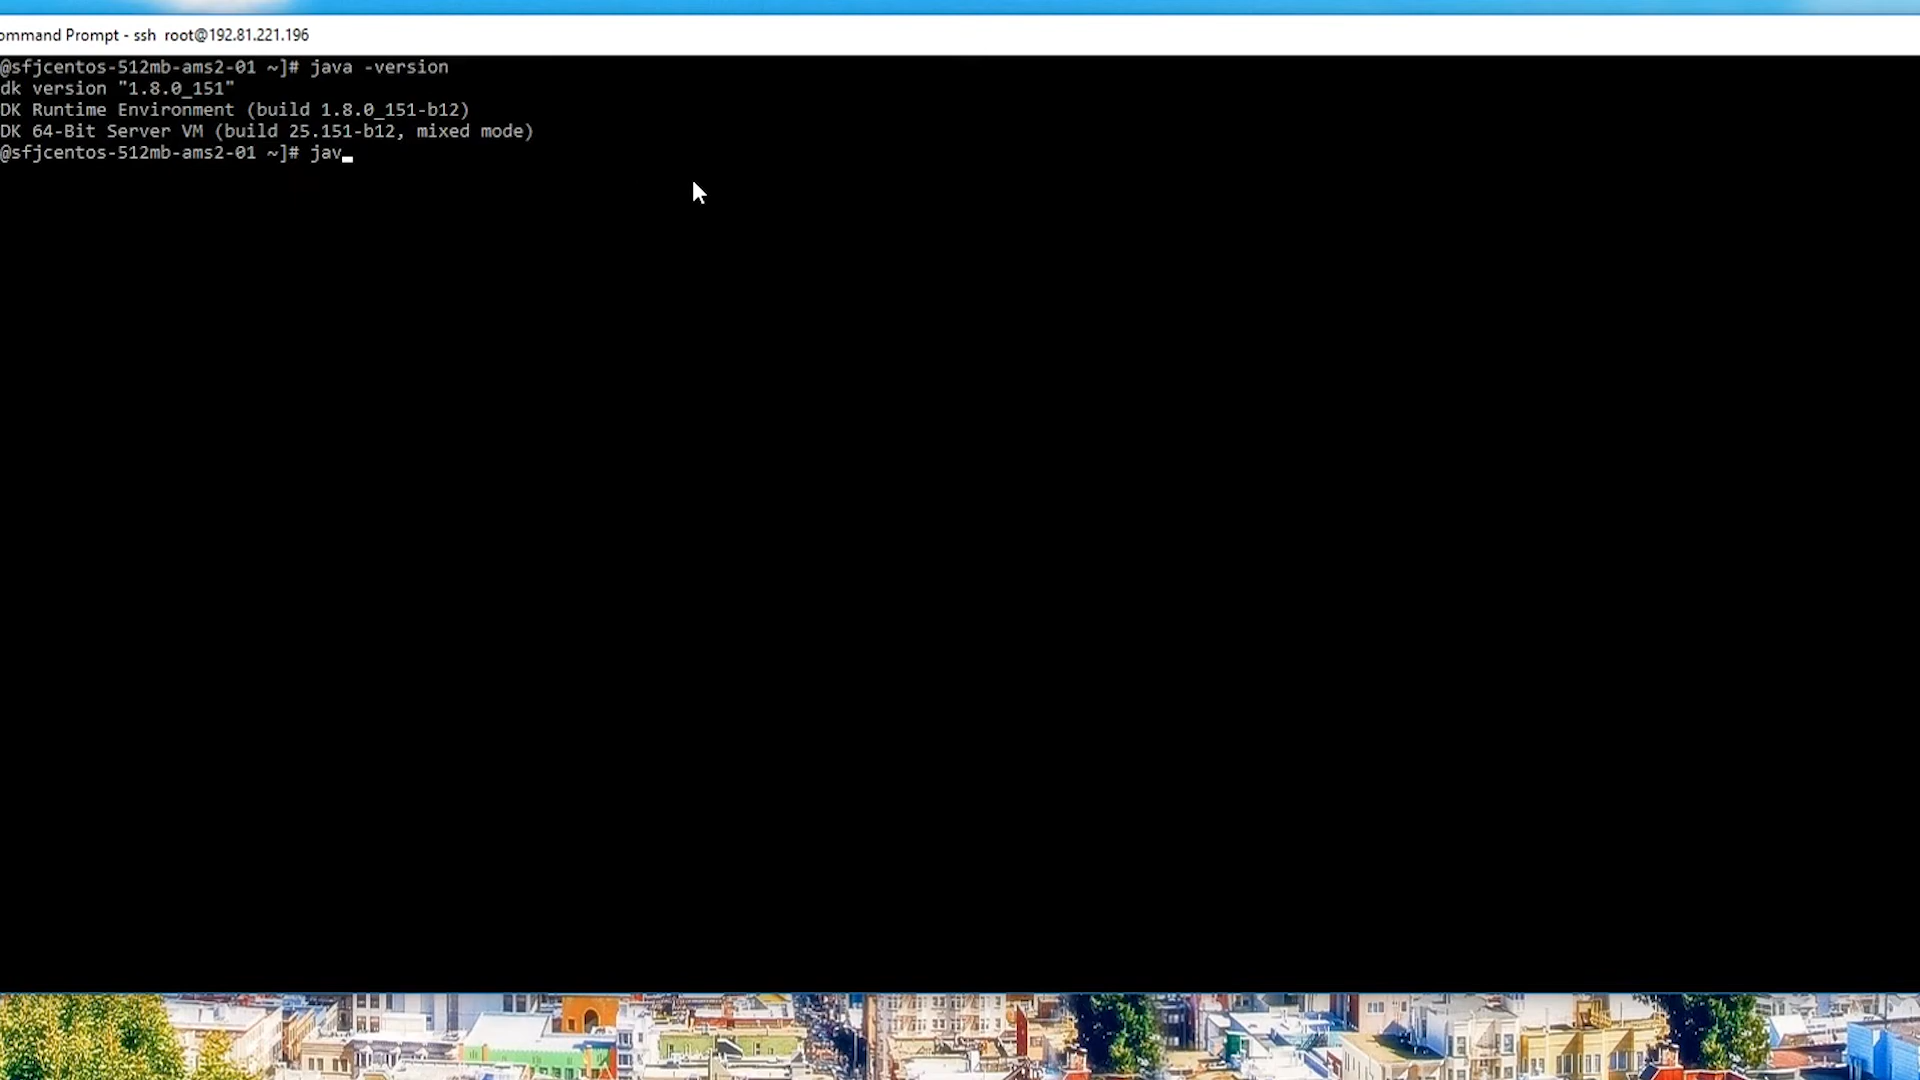 ommand Prompt - ssh root@192.81.221.196
@sfjcentos-512mb-ams2-01 ~]# java -version
dk version "1.8.0_151"
DK Runtime Environment (build 1.8.0_151-b12)
DK 64-Bit Server VM (build 25.151-b12, mixed mode)
@sfjcentos-512mb-ams2-01 ~]# jav